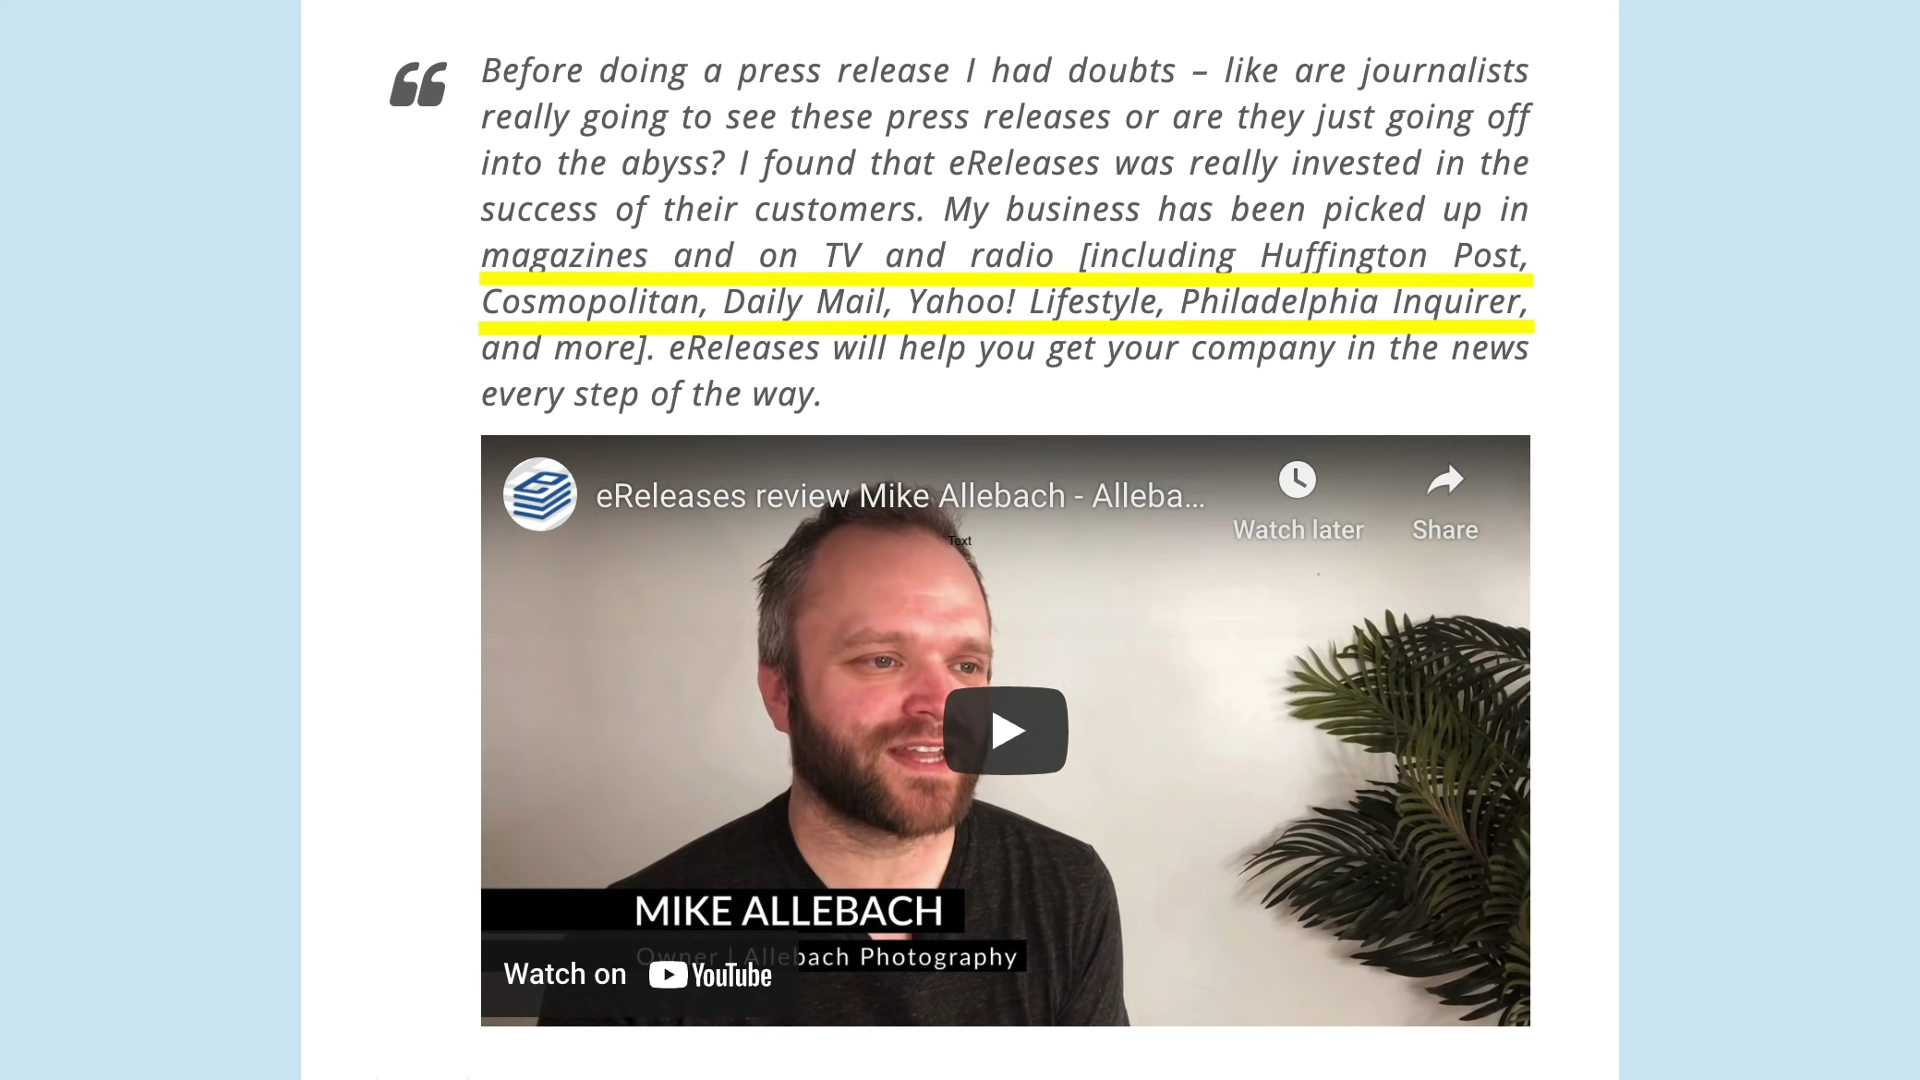 Before doing a press release I had doubts – like are journalists
really going to see these press releases or are they just going off
into the abyss? I found that eReleases was really invested in the
success of their customers. My business has been picked up in
magazines and on TV and radio [including Huffington Post,
Cosmopolitan, Daily Mail, Yahoo! Lifestyle, Philadelphia Inquirer,
and more]. eReleases will help you get your company in the news
every step of the way.
eReleases review Mike Allebach - Alleba...
Watch later
Share
Text
MIKE ALLEBACH
Owner | Allebach Photography
Watch on YouTube